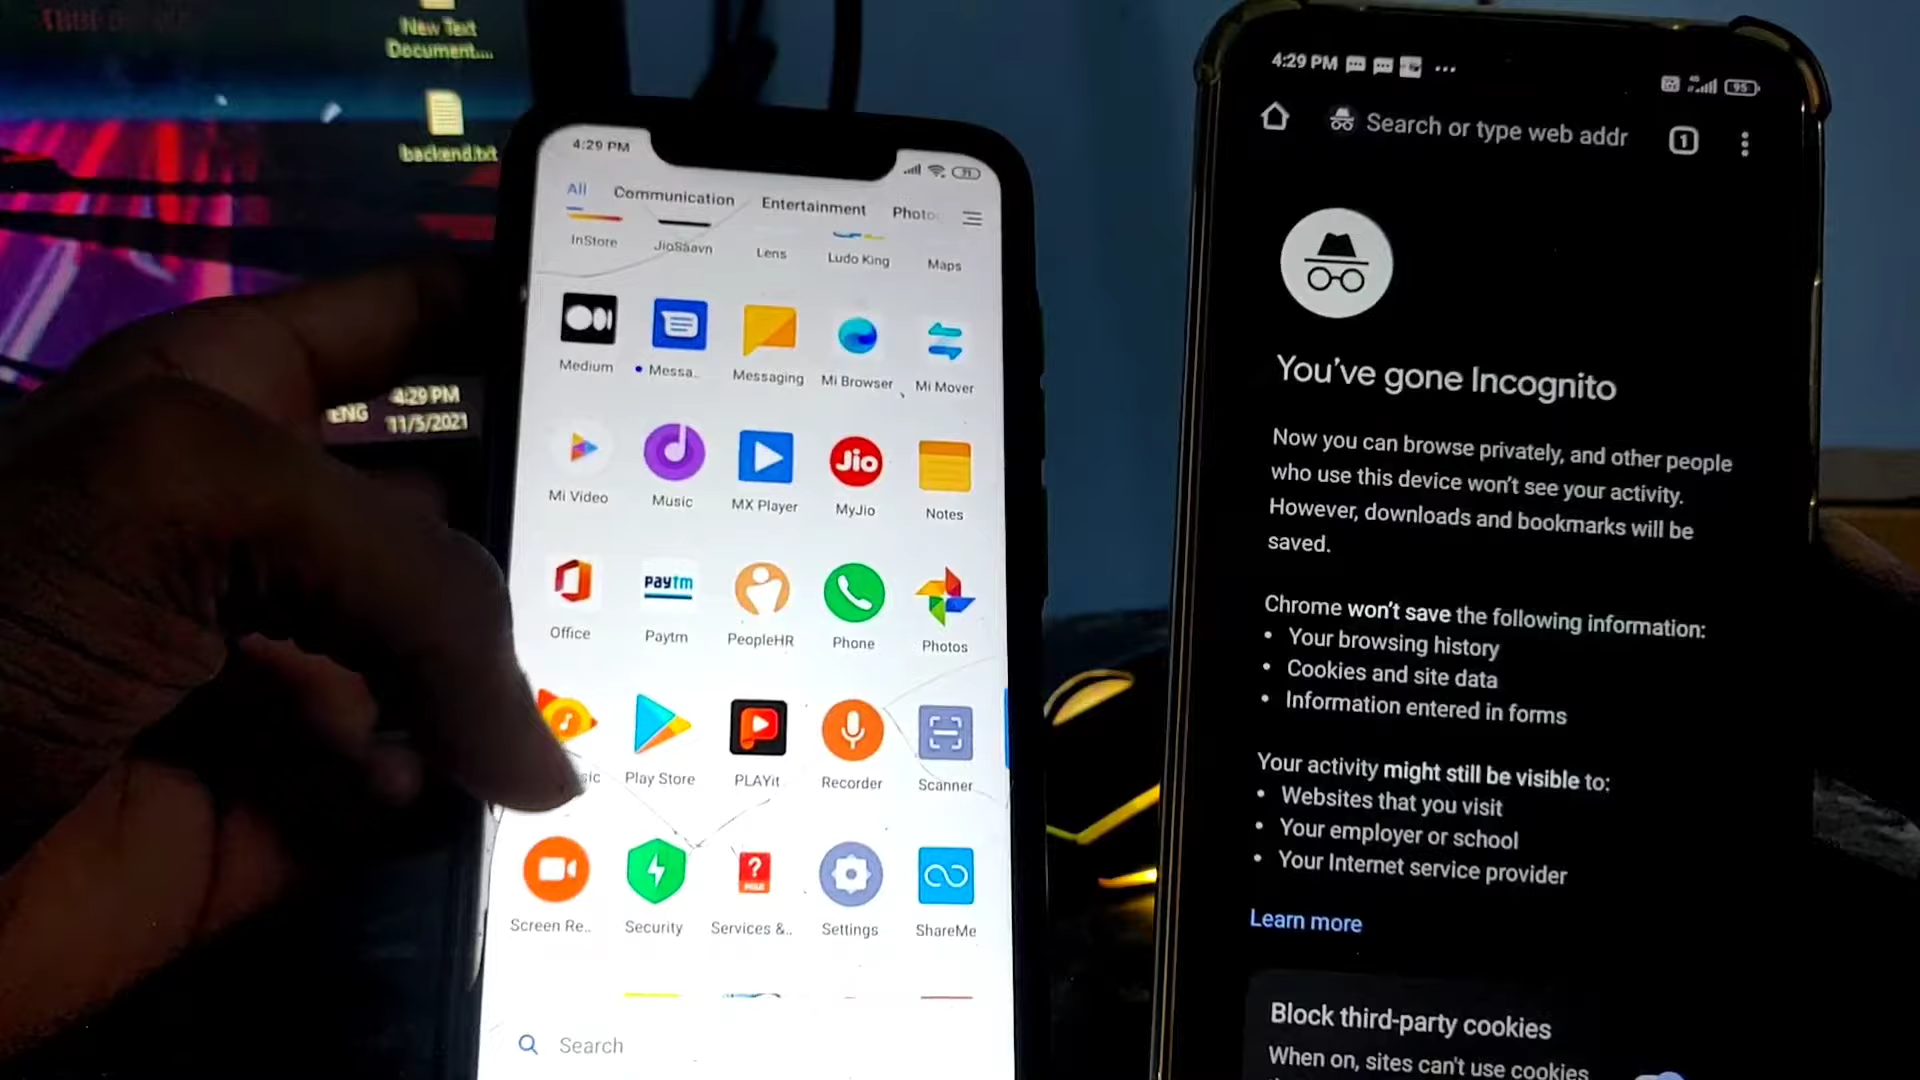 New Text
Document....
backend.txt
ENG
4:29 PM
11/5/2021
4:29 PM
71
All
Communication
Entertainment
Photo
InStore
JioSaavn
Lens
Ludo King
Maps
Medium
Messa..
Messaging
Mi Browser
Mi Mover
Mi Video
Music
MX Player
Jio
MyJio
Notes
Office
paytm
Paytm
PeopleHR
Phone
Photos
sic
Play Store
PLAYit
Recorder
Scanner
Screen Re..
Security
?
Services &..
Settings
ShareMe
Search
4:29 PM
95
Search or type web addr
1
You've gone Incognito
Now you can browse privately, and other people
who use this device won't see your activity.
However, downloads and bookmarks will be
saved.
Chrome won't save the following information:
• Your browsing history
• Cookies and site data
• Information entered in forms
Your activity might still be visible to:
• Websites that you visit
• Your employer or school
• Your Internet service provider
Learn more
Block third-party cookies
When on, sites can't use cookies